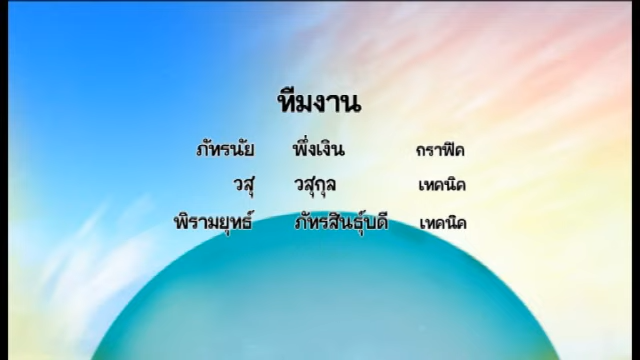 ทีมงาน
ภัทรนัย พึ่งเงิน กราฟิค
วสุ วสุกุล เทคนิค
พิรามยุทธ์ ภัทรสินธุ์บดี เทคนิค